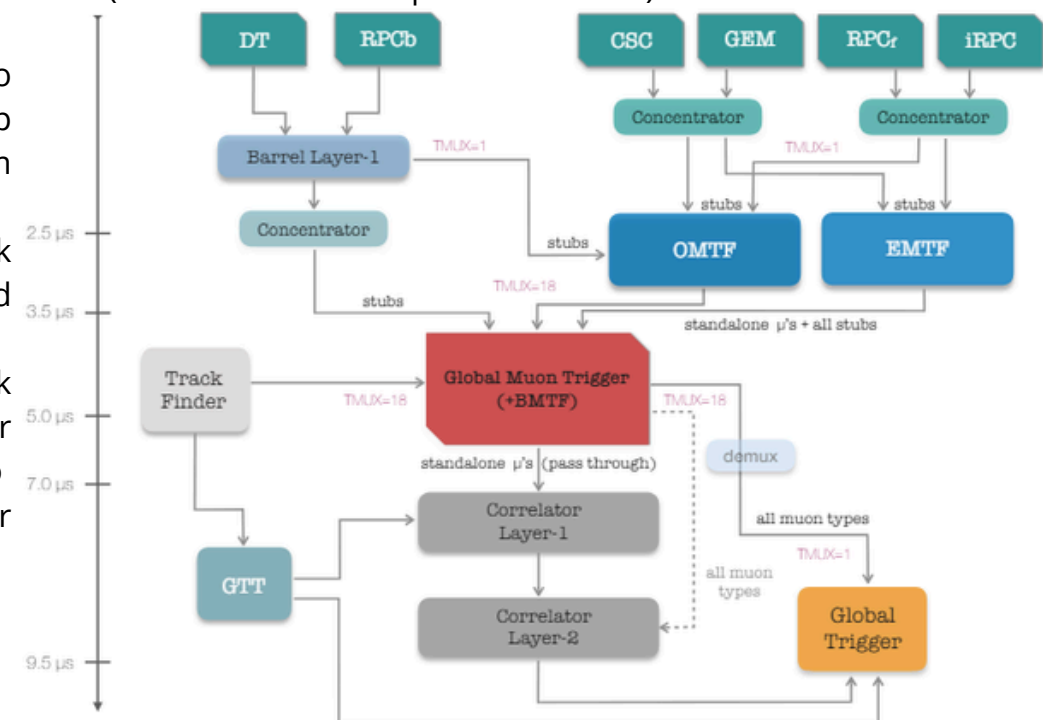 DT
RPCb
CSC
GEM
RPCr
iRPC
Concentrator
Concentrator
Barrel Layer-1
TMUX=1
TMUX=1
stubs
stubs
2.5 µs
Concentrator
stubs
OMTF
EMTF
TMUX=18
stubs
3.5 µs
standalone µ's + all stubs
Track
Finder
Global Muon Trigger
(+BMTF)
TMUX=18
TMUX=18
5.0 µs
standalone µ's (pass through)
demux
7.0 µs
Correlator
Layer-1
all muon types
TMUX=1
GTT
all muon
types
Correlator
Layer-2
Global
Trigger
9.5 µs